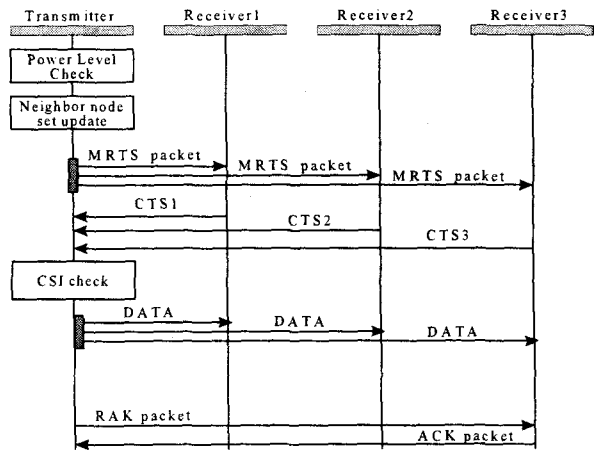 Transmitter Receiver1 Receiver2 Receiver3
Power Level
Check
Neighbor node
set update
MRTS packet
MRTS packet
MRTS packet
CTS1
CTS2
CTS3
CSI check
DATA
DATA
DATA
RAK packet
ACK packet